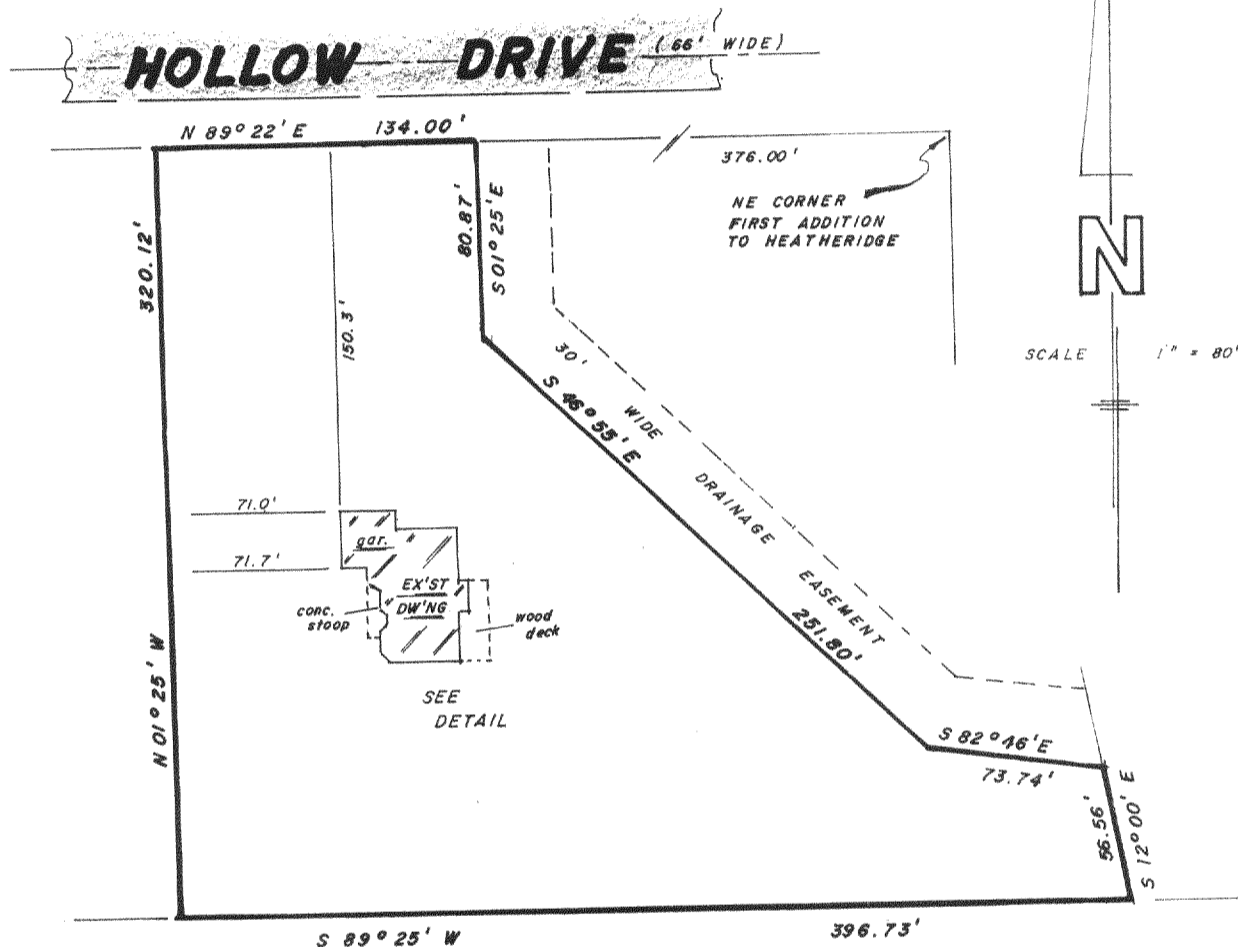 HOLLOW DRIVE (66' WIDE)
N 89° 22' E 134.00'
376.00'
NE CORNER
FIRST ADDITION
TO HEATHERIDGE
N
SCALE 1" = 80'
320.12'
80.87'
S 01° 25' E
150.3'
30' WIDE DRAINAGE EASEMENT
S 46° 55' E 251.80'
71.0'
71.7'
gar.
EX'ST
DW'NG
conc.
stoop
wood
deck
SEE
DETAIL
N 01° 25' W
S 82° 46' E
73.74'
56.56'
S 12° 00' E
S 89° 25' W 396.73'